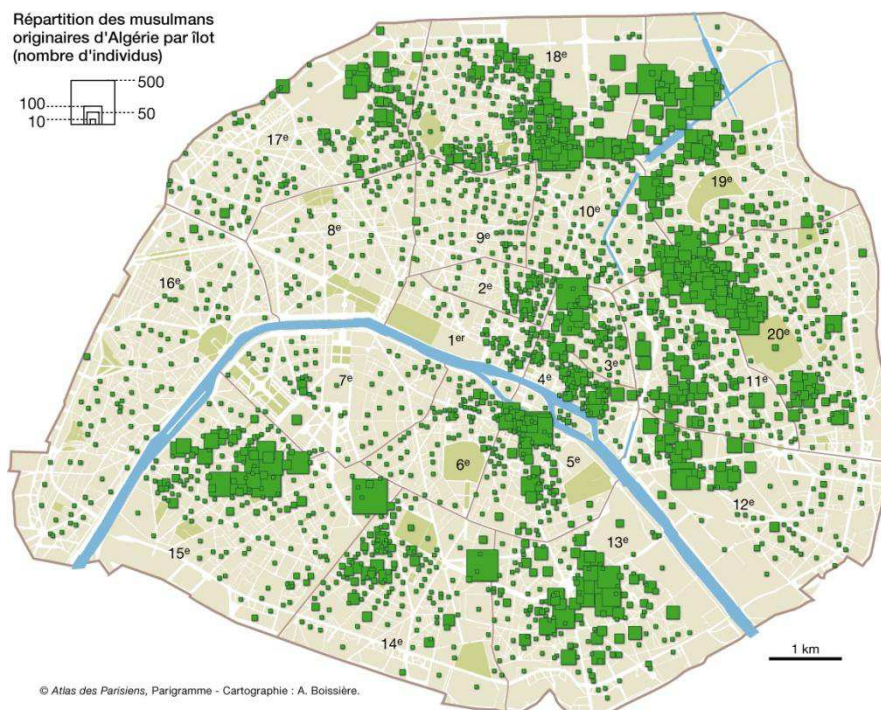 Répartition des musulmans
originaires d'Algérie par îlot
(nombre d'individus)
500
100
50
10
18e
17e
19e
10e
8e
9e
16e
2e
20e
1er
3e
7e
4e
11e
6e
5e
12e
13e
15e
14e
1 km
© Atlas des Parisiens, Parigramme - Cartographie : A. Boissière.